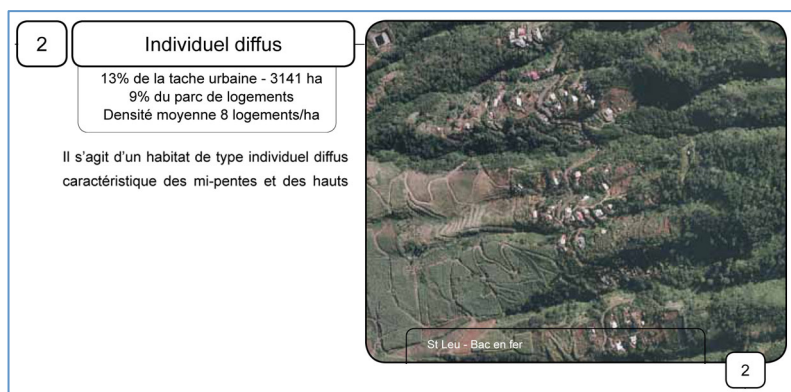 2
Individuel diffus
13% de la tache urbaine - 3141 ha
9% du parc de logements
Densité moyenne 8 logements/ha
Il s’agit d’un habitat de type individuel diffus
caractéristique des mi-pentes et des hauts
St Leu - Bac en fer
2